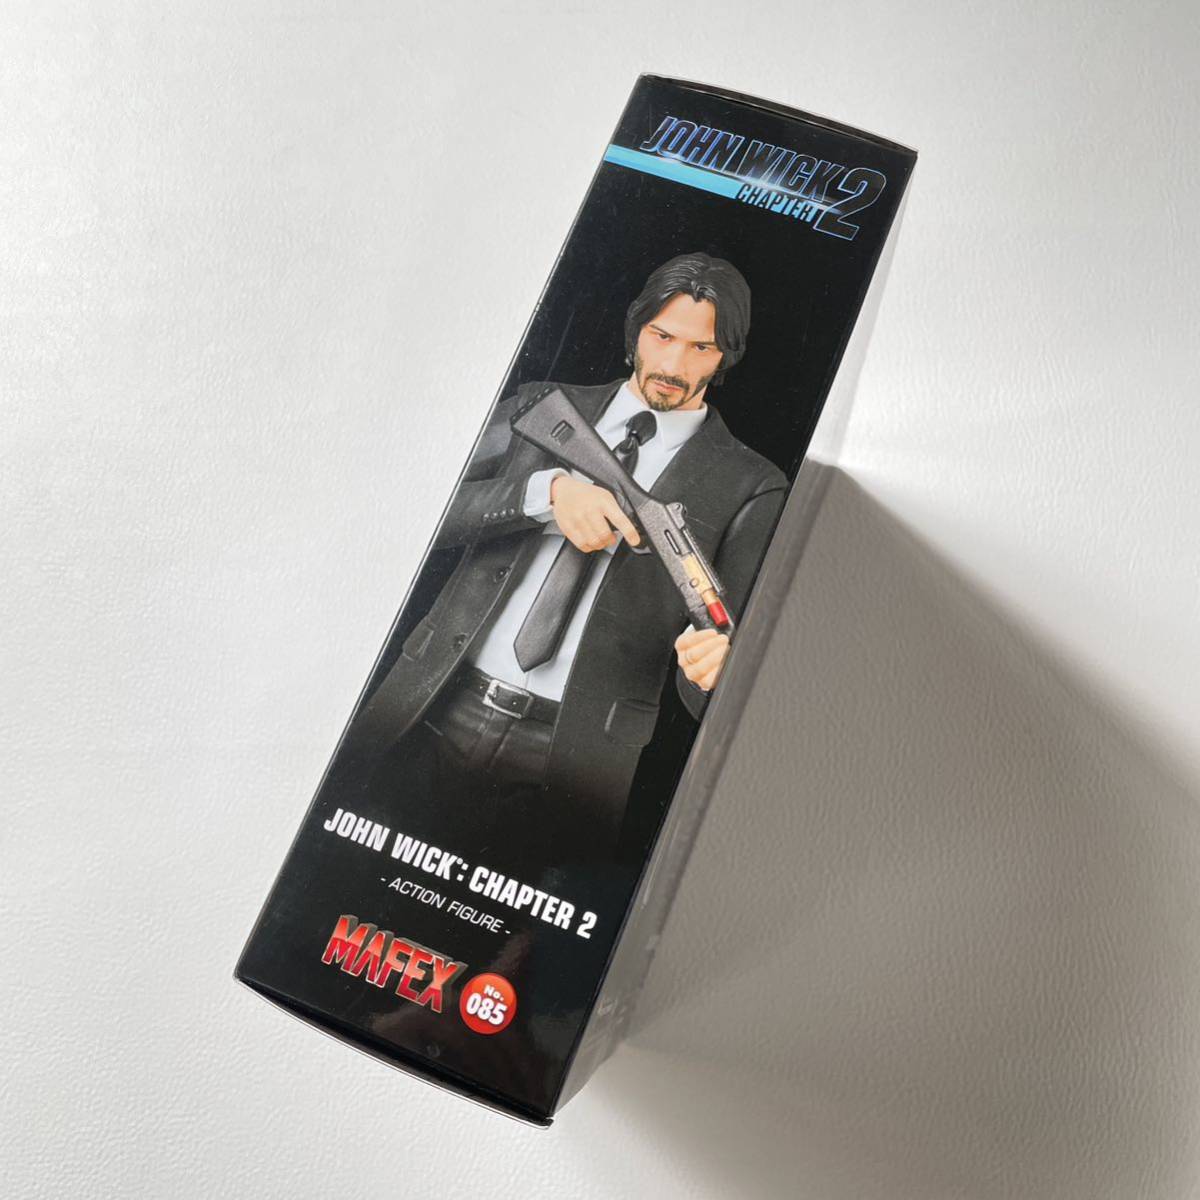 JOHN WICK
CHAPTER 2
JOHN WICK®: CHAPTER 2
- ACTION FIGURE -
MAFEX
No.
085